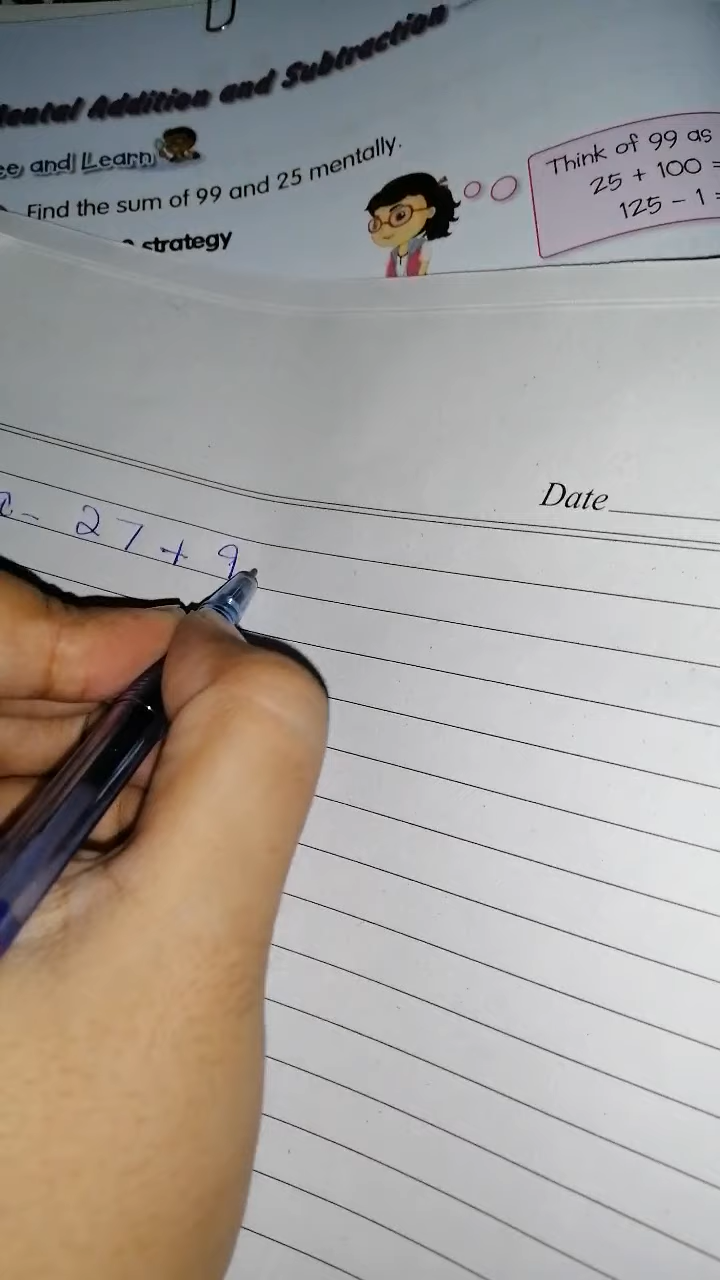 Mental Addition and Subtraction
and Learn
Find the sum of 99 and 25 mentally.
strategy
Think of 99 as
25 + 100 =
125 - 1 =
Date
- 27 + 9